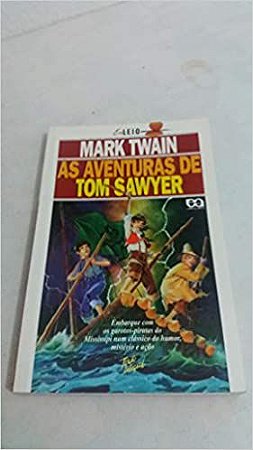 LEIO
MARK TWAIN
AS AVENTURAS DE
TOM SAWYER
Embarque com
os garotos-piratas do
Mississípi num clássico do humor,
mistério e ação